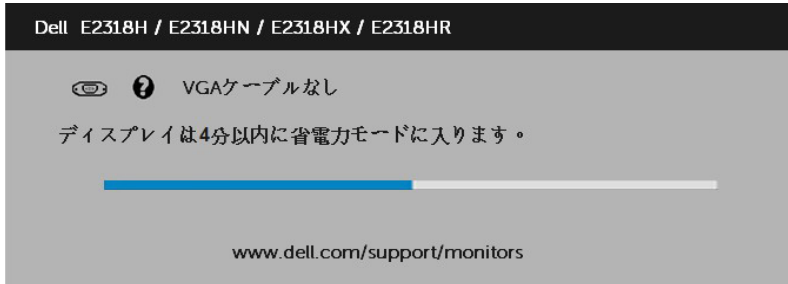 Dell E2318H / E2318HN / E2318HX / E2318HR
VGAケーブルなし
ディスプレイは4分以内に省電力モードに入ります。
www.dell.com/support/monitors